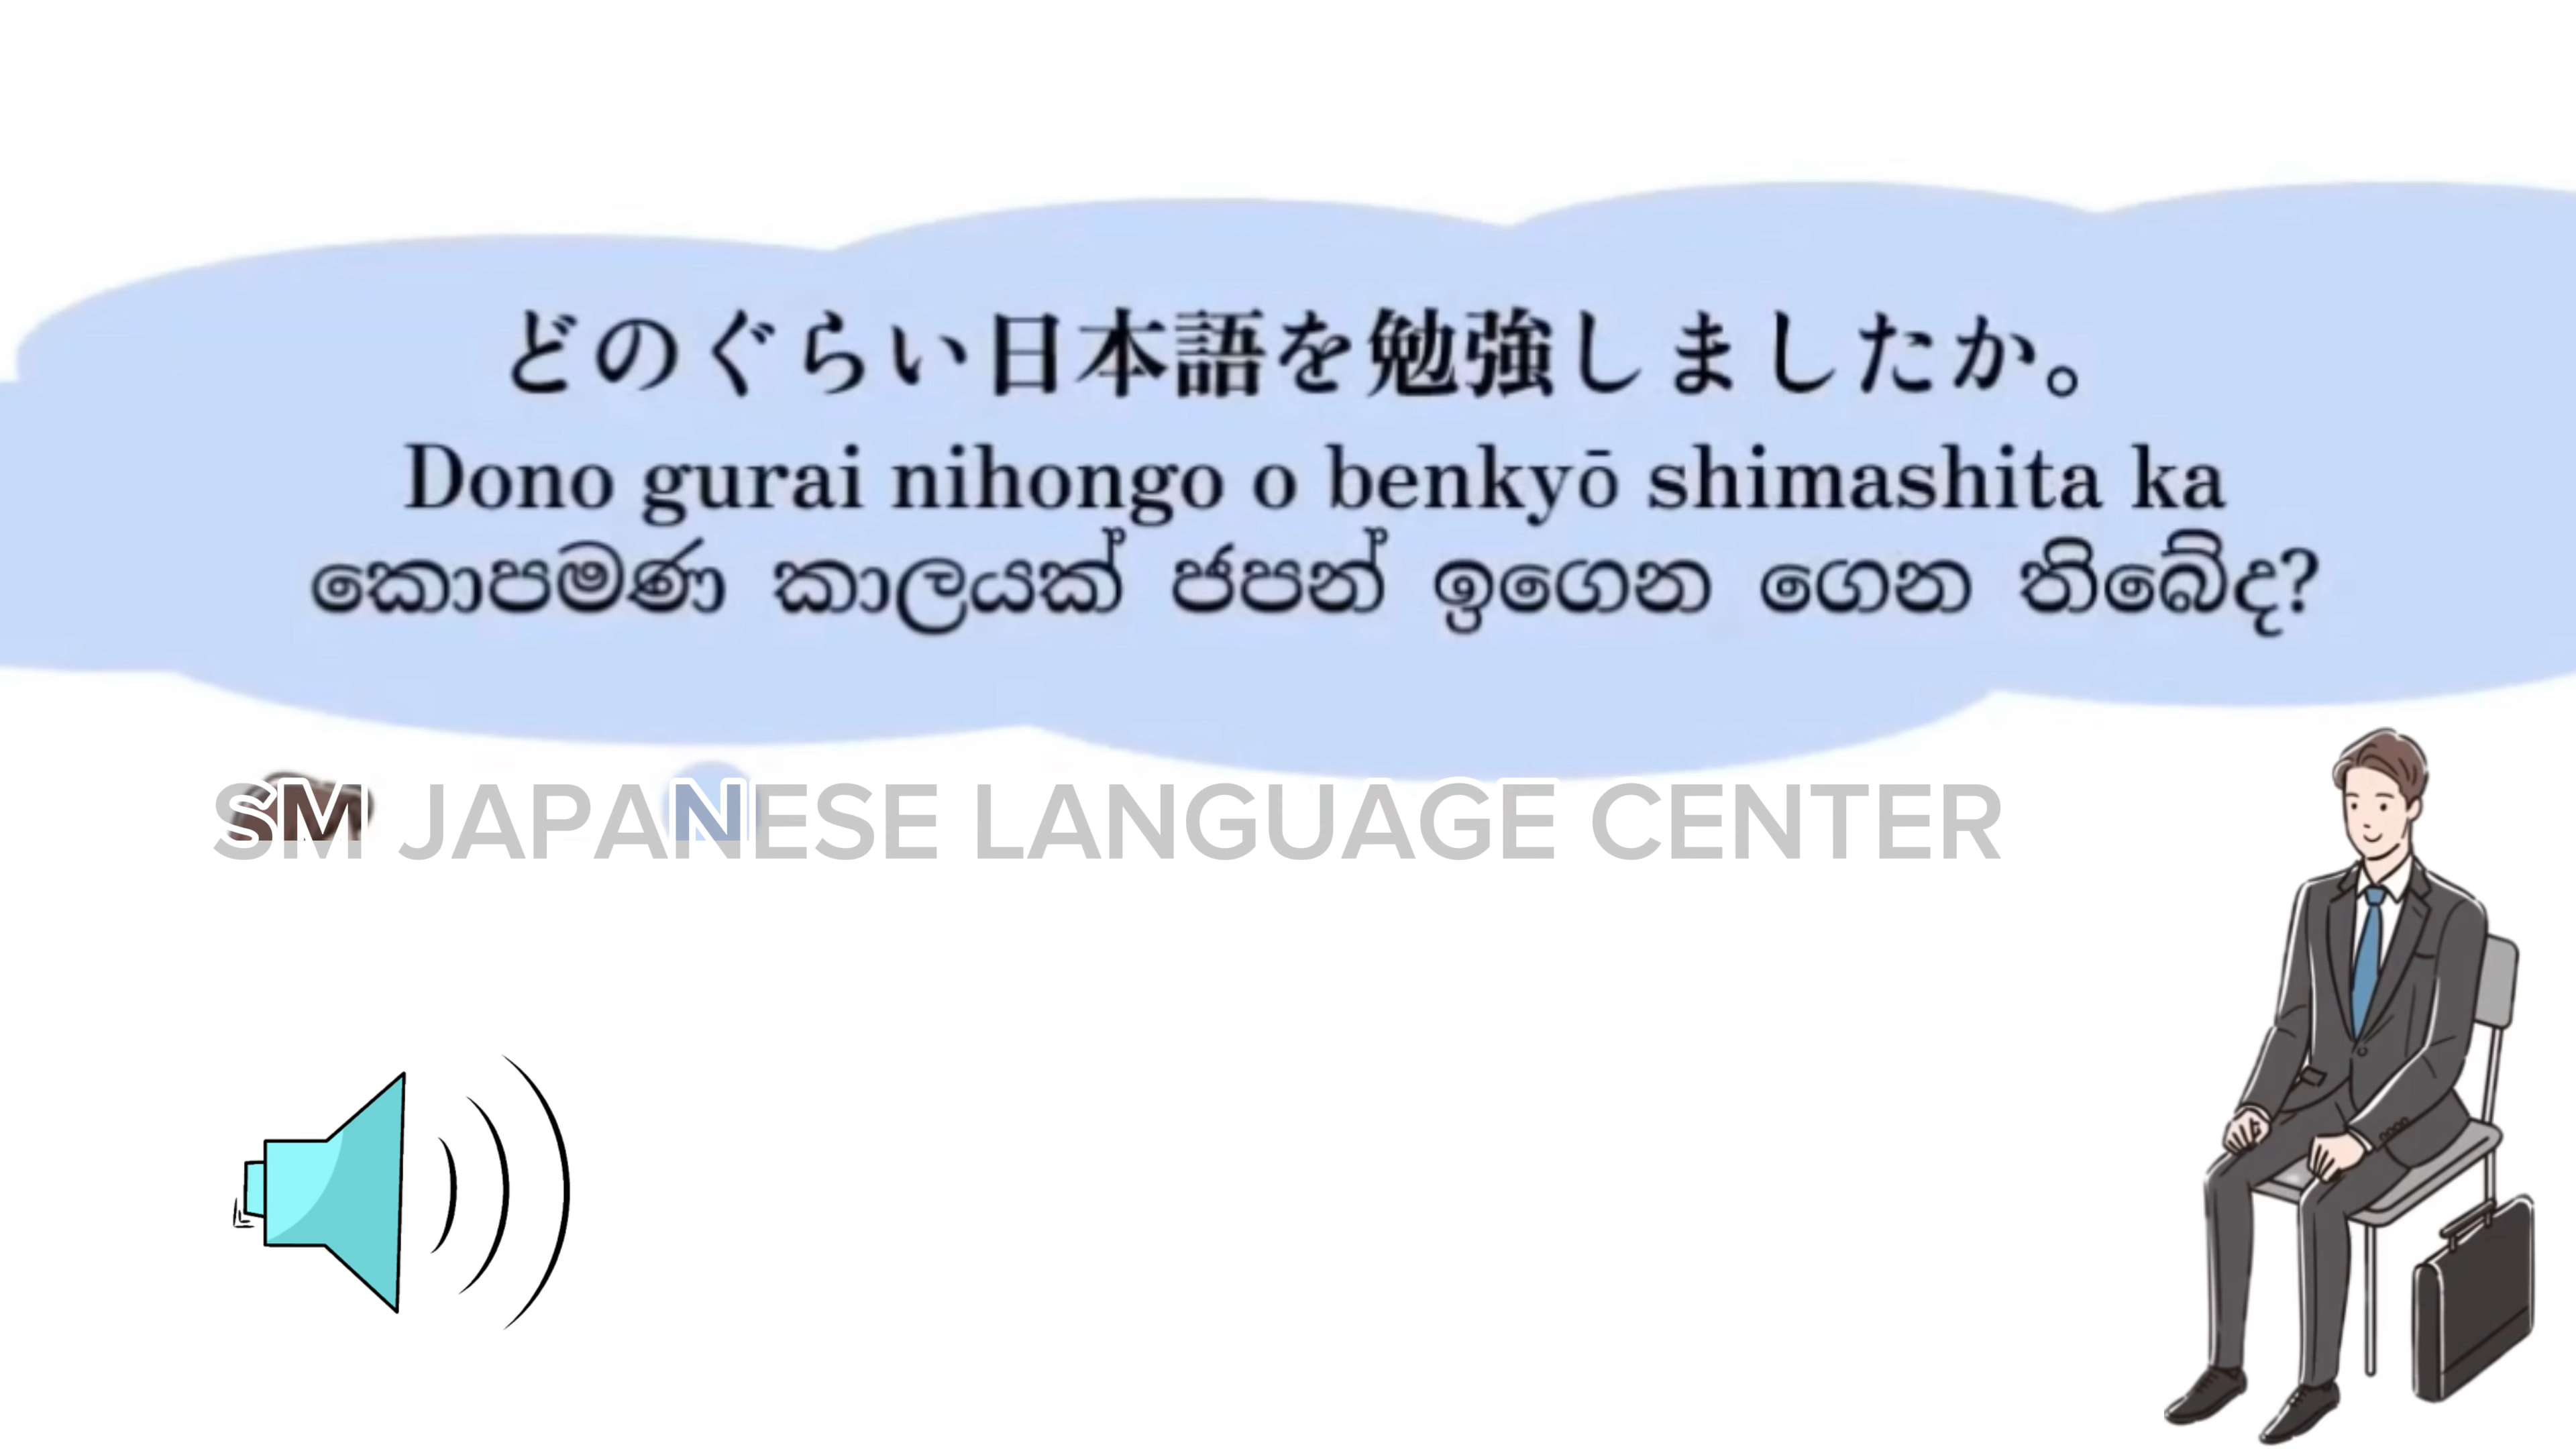 どのぐらい日本語を勉強しましたか。
Dono gurai nihongo o benkyō shimashita ka
කොපමණ කාලයක් ජපන් ඉගෙන ගෙන තිබේද?
SM JAPANESE LANGUAGE CENTER